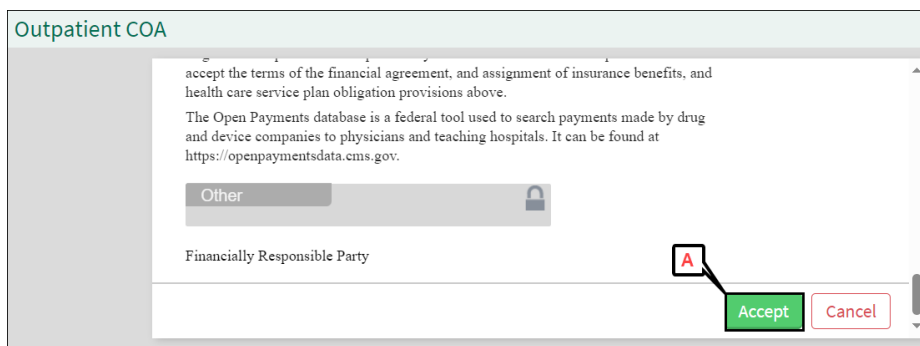 Outpatient COA
accept the terms of the financial agreement, and assignment of insurance benefits, and
health care service plan obligation provisions above.
The Open Payments database is a federal tool used to search payments made by drug
and device companies to physicians and teaching hospitals. It can be found at
https://openpaymentsdata.cms.gov.
Other
Financially Responsible Party
A
Accept
Cancel